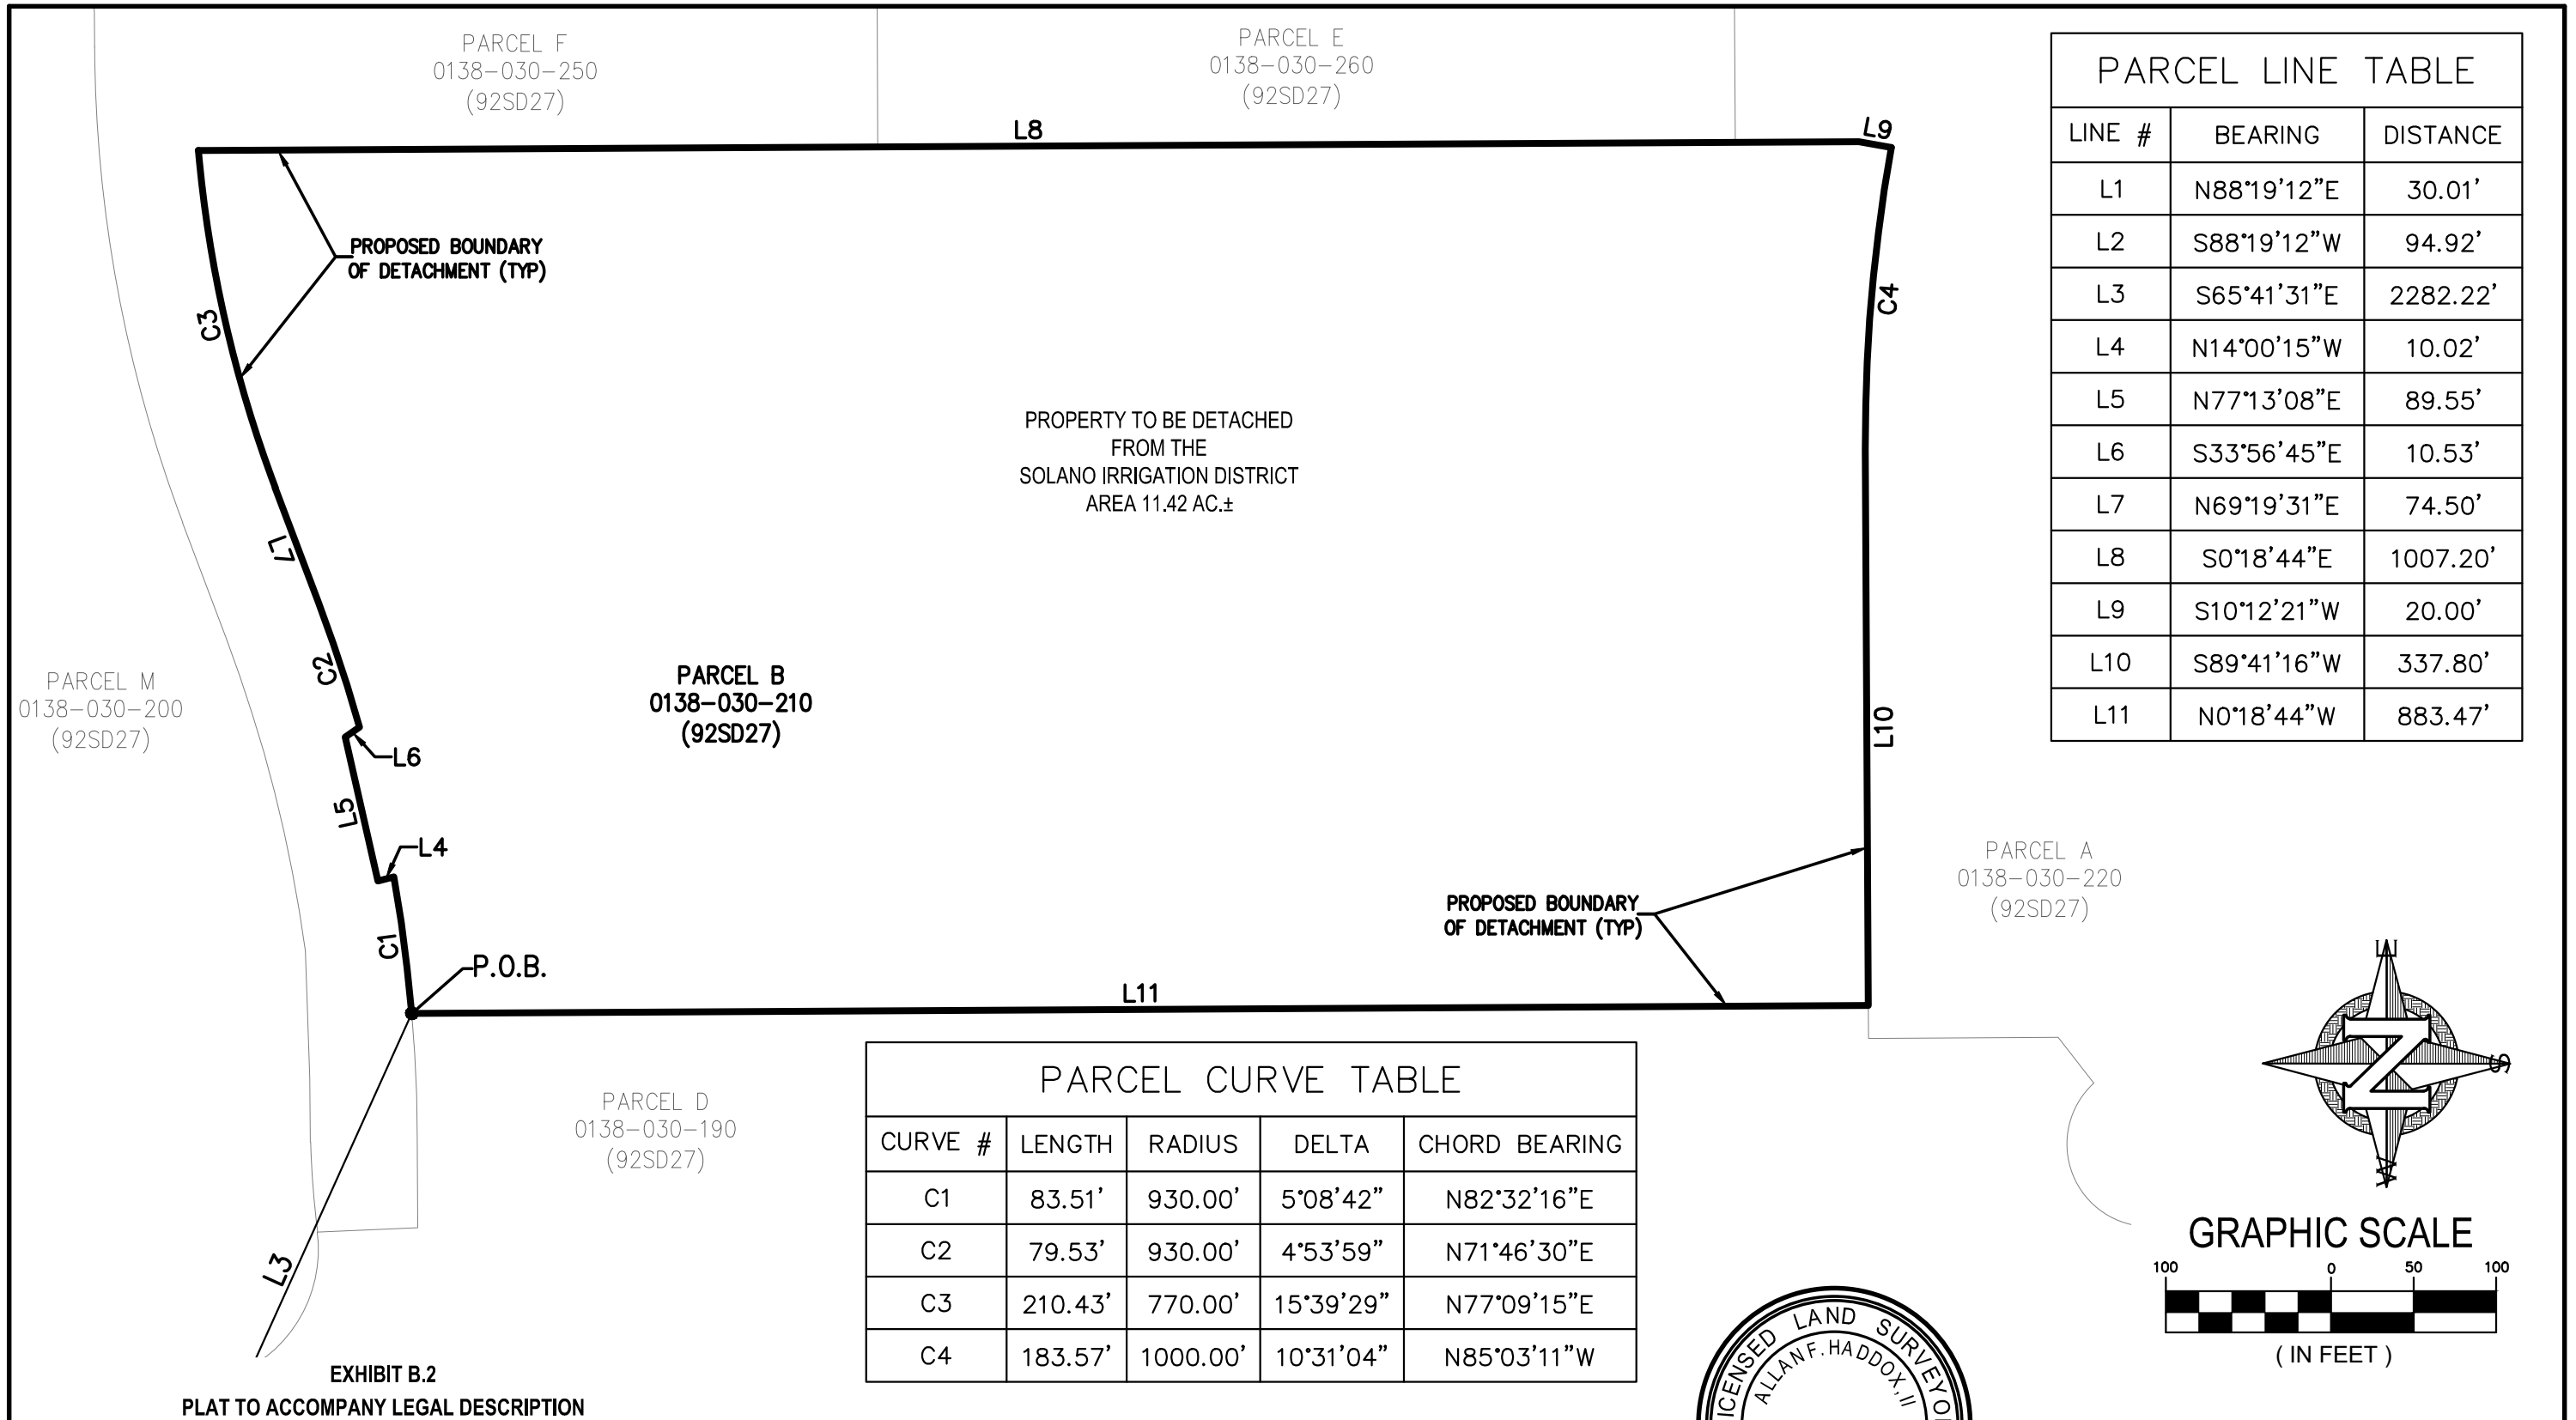 PARCEL F
0138-030-250
(92SD27)
PARCEL E
0138-030-260
(92SD27)
L8
L9
PROPOSED BOUNDARY
OF DETACHMENT (TYP)
C3
C4
PROPERTY TO BE DETACHED
FROM THE
SOLANO IRRIGATION DISTRICT
AREA 11.42 AC.±
L7
C2
PARCEL M
0138-030-200
(92SD27)
PARCEL B
0138-030-210
(92SD27)
L6
L5
L4
L10
C1
P.O.B.
PROPOSED BOUNDARY
OF DETACHMENT (TYP)
L11
PARCEL A
0138-030-220
(92SD27)
PARCEL D
0138-030-190
(92SD27)
L3
PARCEL LINE TABLE
LINE # BEARING DISTANCE
L1 N88°19'12"E 30.01'
L2 S88°19'12"W 94.92'
L3 S65°41'31"E 2282.22'
L4 N14°00'15"W 10.02'
L5 N77°13'08"E 89.55'
L6 S33°56'45"E 10.53'
L7 N69°19'31"E 74.50'
L8 S0°18'44"E 1007.20'
L9 S10°12'21"W 20.00'
L10 S89°41'16"W 337.80'
L11 N0°18'44"W 883.47'
PARCEL CURVE TABLE
CURVE # LENGTH RADIUS DELTA CHORD BEARING
C1 83.51' 930.00' 5°08'42" N82°32'16"E
C2 79.53' 930.00' 4°53'59" N71°46'30"E
C3 210.43' 770.00' 15°39'29" N77°09'15"E
C4 183.57' 1000.00' 10°31'04" N85°03'11"W
E
N
S
W
GRAPHIC SCALE
100 0 50 100
( IN FEET )
EXHIBIT B.2
PLAT TO ACCOMPANY LEGAL DESCRIPTION
ICENSED LAND SURVEYO
ALLAN F. HADDOX, II